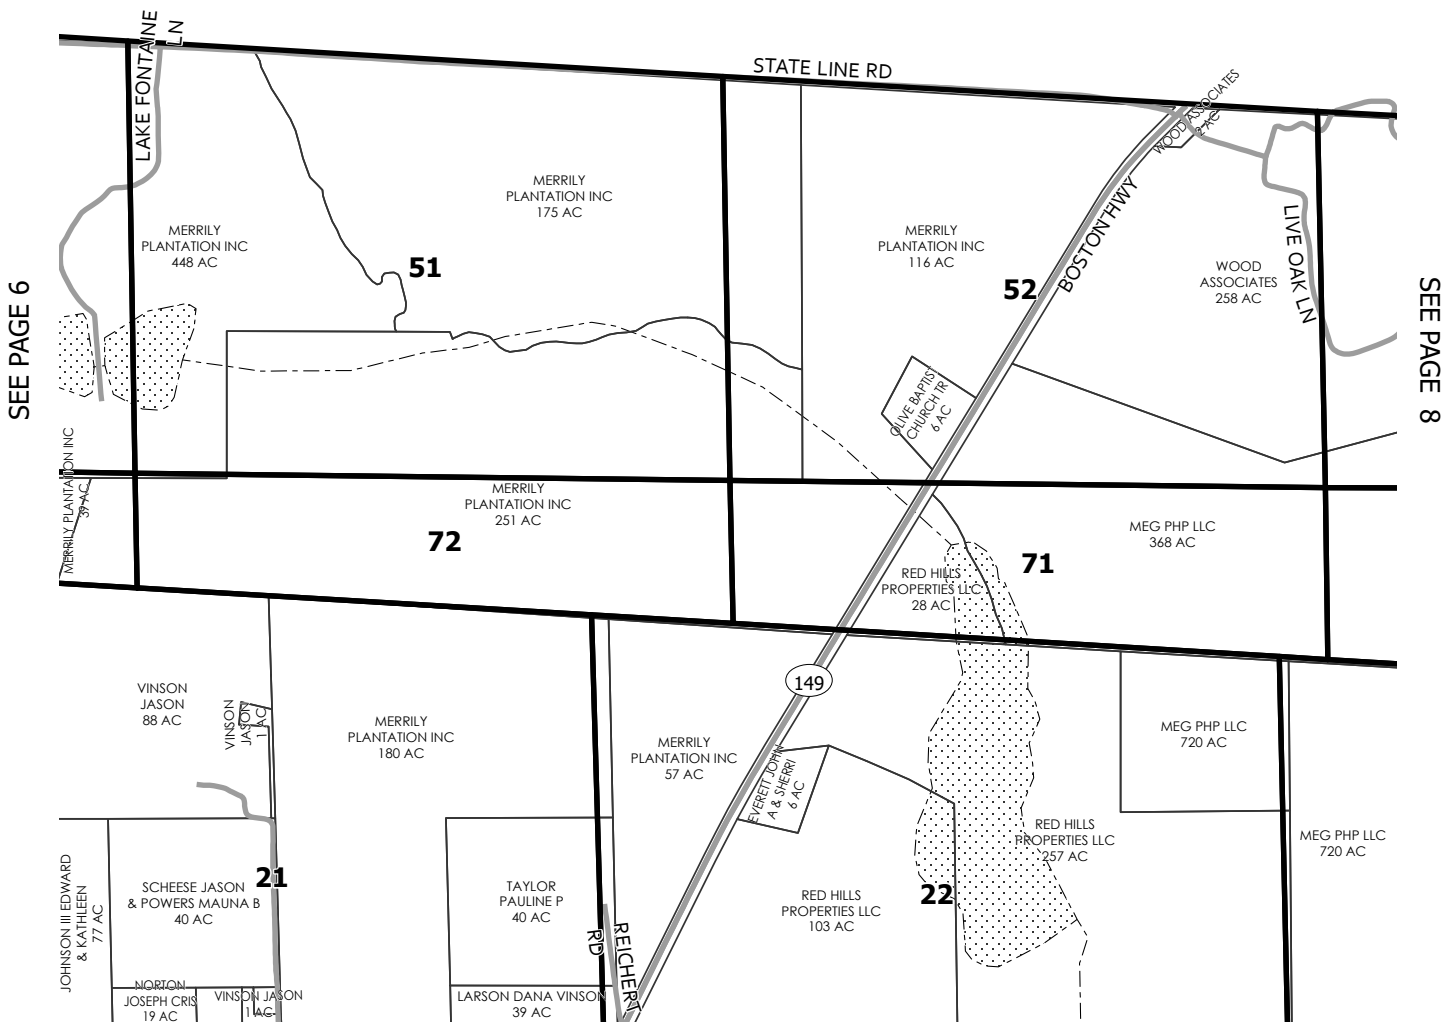 LAKE FONTAINE
LN
STATE LINE RD
WOOD ASSOCIATES
2 AC
MERRILY
PLANTATION INC
175 AC
MERRILY
PLANTATION INC
448 AC
51
MERRILY
PLANTATION INC
116 AC
52
BOSTON HWY
WOOD
ASSOCIATES
258 AC
LIVE OAK LN
SEE PAGE 6
SEE PAGE 8
OLIVE BAPTIST
CHURCH TR
6 AC
MERRILY PLANTATION INC
39 AC
MERRILY
PLANTATION INC
251 AC
72
MEG PHP LLC
368 AC
71
RED HILLS
PROPERTIES LLC
28 AC
149
VINSON
JASON
88 AC
VINSON
JASON
1 AC
MERRILY
PLANTATION INC
180 AC
MERRILY
PLANTATION INC
57 AC
EVERETT JOHN
A & SHERRI
6 AC
MEG PHP LLC
720 AC
RED HILLS
PROPERTIES LLC
257 AC
MEG PHP LLC
720 AC
JOHNSON III EDWARD
& KATHLEEN
77 AC
SCHEESE JASON
& POWERS MAUNA B
40 AC
21
TAYLOR
PAULINE P
40 AC
RED HILLS
PROPERTIES LLC
103 AC
22
REICHERT
RD
NORTON
JOSEPH CRIS
19 AC
VINSON JASON
1 AC
LARSON DANA VINSON
39 AC